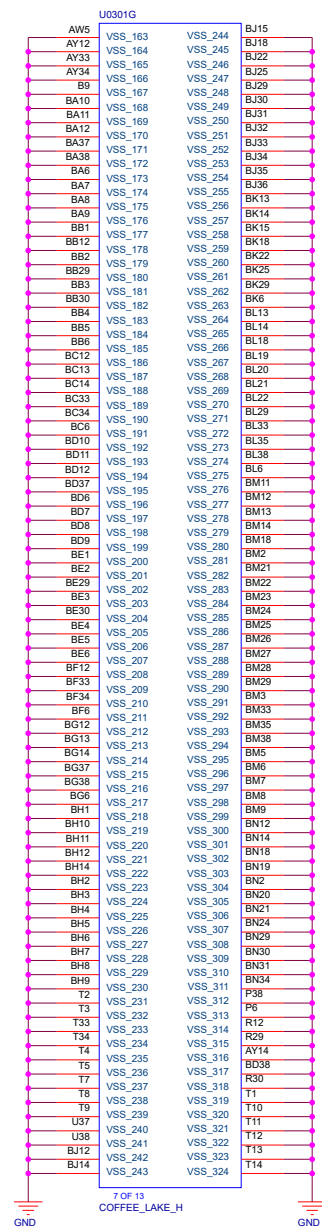 U0301G
AW5 VSS_163 VSS_244 BJ15
AY12 VSS_164 VSS_245 BJ18
AY33 VSS_165 VSS_246 BJ22
AY34 VSS_166 VSS_247 BJ25
B9 VSS_167 VSS_248 BJ29
BA10 VSS_168 VSS_249 BJ30
BA11 VSS_169 VSS_250 BJ31
BA12 VSS_170 VSS_251 BJ32
BA37 VSS_171 VSS_252 BJ33
BA38 VSS_172 VSS_253 BJ34
BA6 VSS_173 VSS_254 BJ35
BA7 VSS_174 VSS_255 BJ36
BA8 VSS_175 VSS_256 BK13
BA9 VSS_176 VSS_257 BK14
BB1 VSS_177 VSS_258 BK15
BB12 VSS_178 VSS_259 BK18
BB2 VSS_179 VSS_260 BK22
BB29 VSS_180 VSS_261 BK25
BB3 VSS_181 VSS_262 BK29
BB30 VSS_182 VSS_263 BK6
BB4 VSS_183 VSS_264 BL13
BB5 VSS_184 VSS_265 BL14
BB6 VSS_185 VSS_266 BL18
BC12 VSS_186 VSS_267 BL19
BC13 VSS_187 VSS_268 BL20
BC14 VSS_188 VSS_269 BL21
BC33 VSS_189 VSS_270 BL22
BC34 VSS_190 VSS_271 BL29
BC6 VSS_191 VSS_272 BL33
BD10 VSS_192 VSS_273 BL35
BD11 VSS_193 VSS_274 BL38
BD12 VSS_194 VSS_275 BL6
BD37 VSS_195 VSS_276 BM11
BD6 VSS_196 VSS_277 BM12
BD7 VSS_197 VSS_278 BM13
BD8 VSS_198 VSS_279 BM14
BD9 VSS_199 VSS_280 BM18
BE1 VSS_200 VSS_281 BM2
BE2 VSS_201 VSS_282 BM21
BE29 VSS_202 VSS_283 BM22
BE3 VSS_203 VSS_284 BM23
BE30 VSS_204 VSS_285 BM24
BE4 VSS_205 VSS_286 BM25
BE5 VSS_206 VSS_287 BM26
BE6 VSS_207 VSS_288 BM27
BF12 VSS_208 VSS_289 BM28
BF33 VSS_209 VSS_290 BM29
BF34 VSS_210 VSS_291 BM3
BF6 VSS_211 VSS_292 BM33
BG12 VSS_212 VSS_293 BM35
BG13 VSS_213 VSS_294 BM38
BG14 VSS_214 VSS_295 BM5
BG37 VSS_215 VSS_296 BM6
BG38 VSS_216 VSS_297 BM7
BG6 VSS_217 VSS_298 BM8
BH1 VSS_218 VSS_299 BM9
BH10 VSS_219 VSS_300 BN12
BH11 VSS_220 VSS_301 BN14
BH12 VSS_221 VSS_302 BN18
BH14 VSS_222 VSS_303 BN19
BH2 VSS_223 VSS_304 BN2
BH3 VSS_224 VSS_305 BN20
BH4 VSS_225 VSS_306 BN21
BH5 VSS_226 VSS_307 BN24
BH6 VSS_227 VSS_308 BN29
BH7 VSS_228 VSS_309 BN30
BH8 VSS_229 VSS_310 BN31
BH9 VSS_230 VSS_311 BN34
T2 VSS_231 VSS_312 P38
T3 VSS_232 VSS_313 P6
T33 VSS_233 VSS_314 R12
T34 VSS_234 VSS_315 R29
T4 VSS_235 VSS_316 AY14
T5 VSS_236 VSS_317 BD38
T7 VSS_237 VSS_318 R30
T8 VSS_238 VSS_319 T1
T9 VSS_239 VSS_320 T10
U37 VSS_240 VSS_321 T11
U38 VSS_241 VSS_322 T12
BJ12 VSS_242 VSS_323 T13
BJ14 VSS_243 VSS_324 T14
7 OF 13
COFFEE_LAKE_H
GND GND